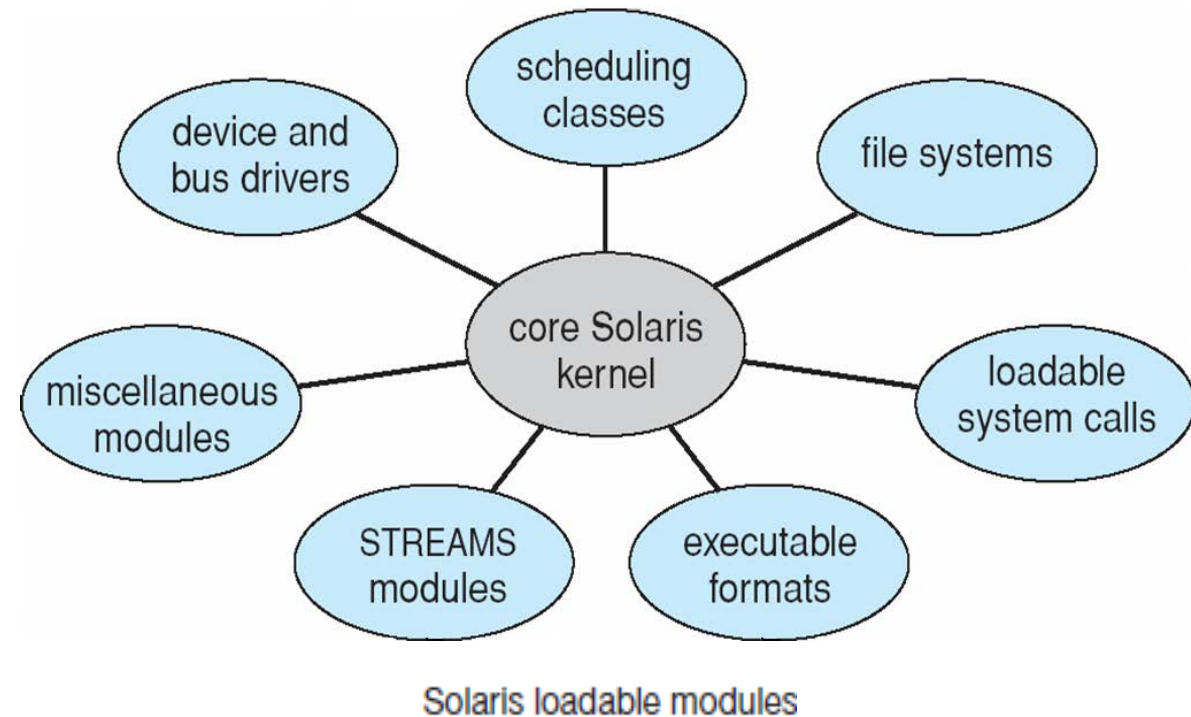 scheduling
classes
device and
bus drivers
file systems
core Solaris
kernel
miscellaneous
modules
loadable
system calls
STREAMS
modules
executable
formats
Solaris loadable modules